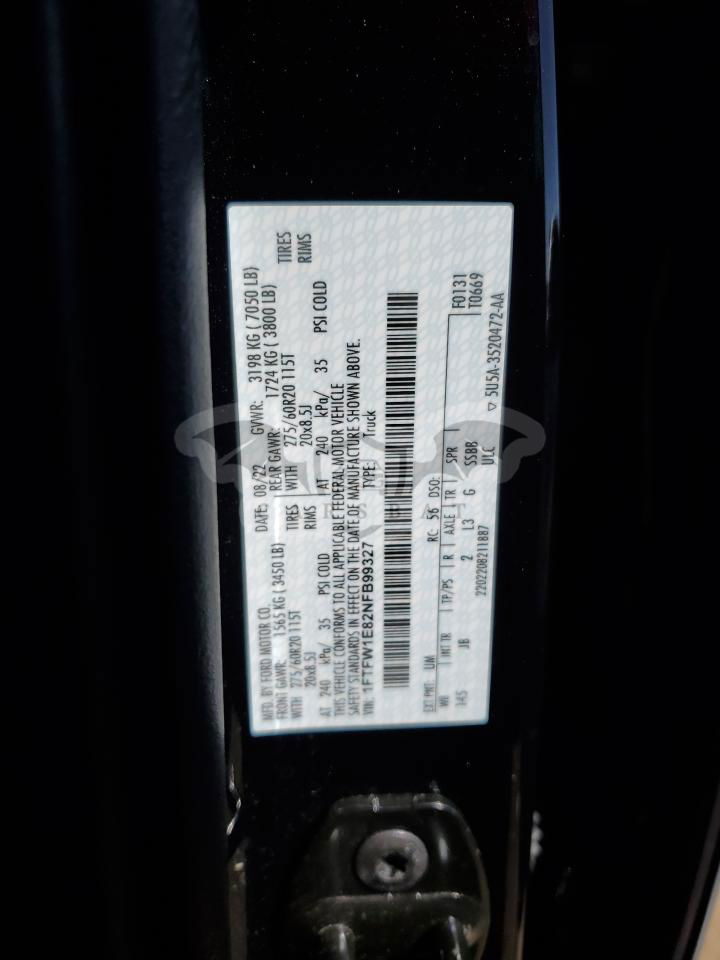 MFD. BY FORD MOTOR CO.
DATE: 08/22 GVWR: 3198 KG ( 7050 LB)
FRONT GAWR: 1565 KG ( 3450 LB) REAR GAWR: 1724 KG ( 3800 LB)
WITH 275/60R20 115T TIRES WITH 275/60R20 115T TIRES
20x8.5J RIMS 20x8.5J RIMS
AT 240 kPa/ 35 PSI COLD AT 240 kPa/ 35 PSI COLD
THIS VEHICLE CONFORMS TO ALL APPLICABLE FEDERAL MOTOR VEHICLE
SAFETY STANDARDS IN EFFECT ON THE DATE OF MANUFACTURE SHOWN ABOVE.
VIN: 1FTFW1E82NFB99327 TYPE: Truck
EXT PNT: UM RC: 56 DSO: F0131
WB INT TR TP/PS R AXLE TR SPR T0669
145 JB 2 L3 G SSBB
2202208211887 ULC ▽ 5U5A-3520472-AA